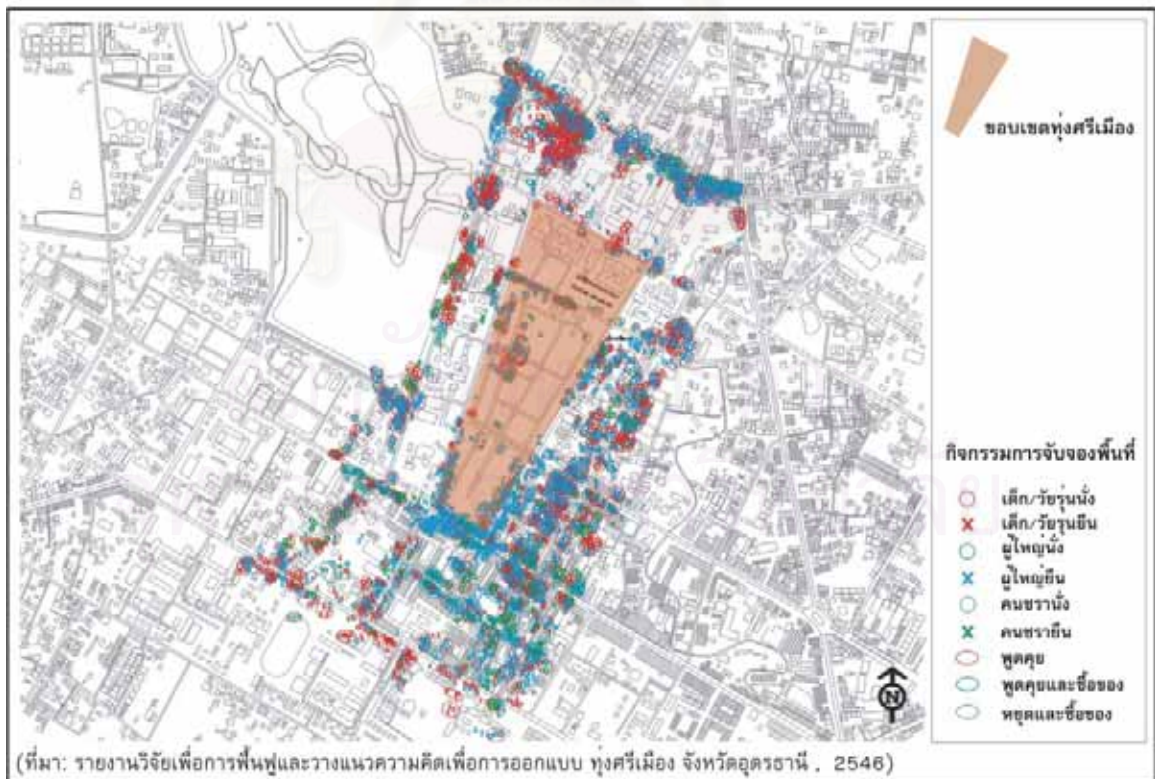 ขอบเขตทุ่งศรีเมือง
กิจกรรมการจับจองพื้นที่
เด็ก/วัยรุ่นนั่ง
เด็ก/วัยรุ่นยืน
ผู้ใหญ่นั่ง
ผู้ใหญ่ยืน
คนชรานั่ง
คนชรายืน
พูดคุย
พูดคุยและซื้อของ
หยุดและซื้อของ
N
(ที่มา: รายงานวิจัยเพื่อการฟื้นฟูและวางแนวความคิดเพื่อการออกแบบ ทุ่งศรีเมือง จังหวัดอุดรธานี , 2546)